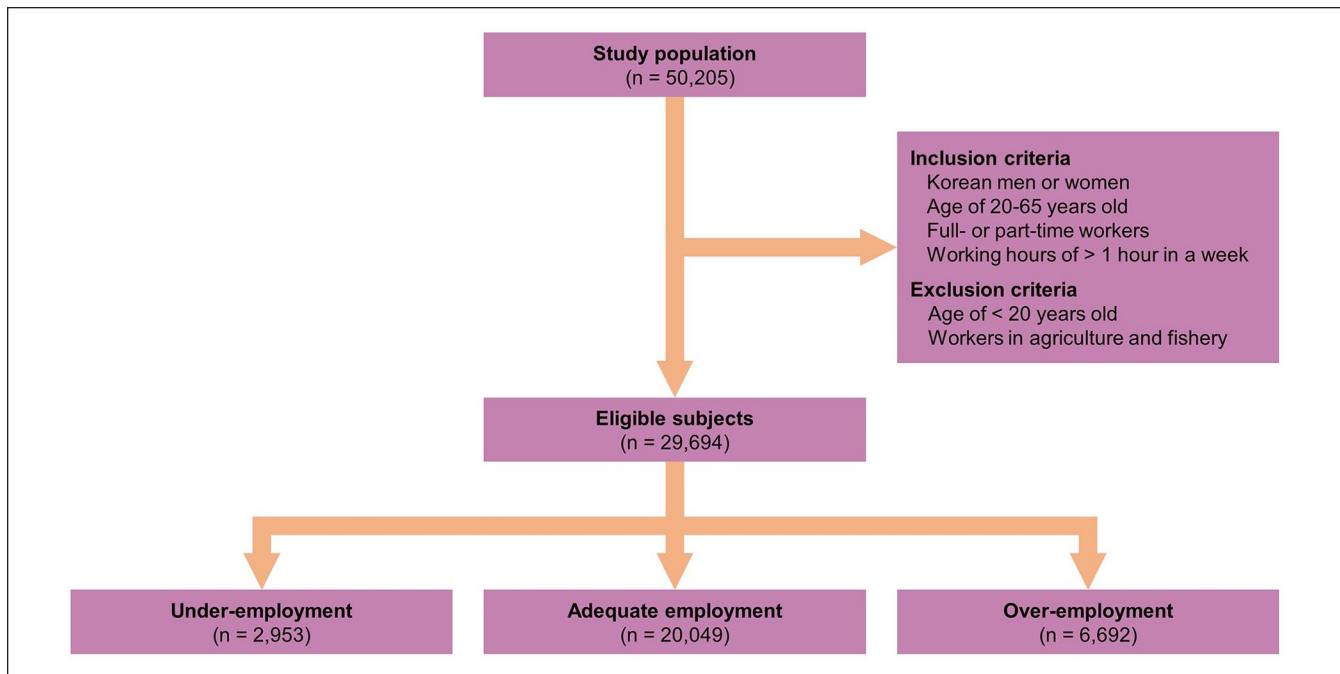 Study population
(n = 50,205)
Inclusion criteria
Korean men or women
Age of 20-65 years old
Full- or part-time workers
Working hours of > 1 hour in a week
Exclusion criteria
Age of < 20 years old
Workers in agriculture and fishery
Eligible subjects
(n = 29,694)
Under-employment
(n = 2,953)
Adequate employment
(n = 20,049)
Over-employment
(n = 6,692)